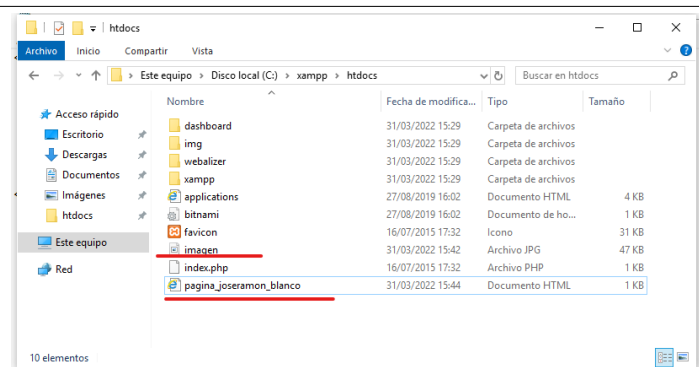 htdocs
Archivo Inicio Compartir Vista
Este equipo > Disco local (C:) > xampp > htdocs Buscar en htdocs
Nombre Fecha de modifica... Tipo Tamaño
Acceso rápido
Escritorio
Descargas
Documentos
Imágenes
htdocs
Este equipo
Red
dashboard 31/03/2022 15:29 Carpeta de archivos
img 31/03/2022 15:29 Carpeta de archivos
webalizer 31/03/2022 15:29 Carpeta de archivos
xampp 31/03/2022 15:29 Carpeta de archivos
applications 27/08/2019 16:02 Documento HTML 4 KB
bitnami 27/08/2019 16:02 Documento de ho... 1 KB
favicon 16/07/2015 17:32 Icono 31 KB
imagen 31/03/2022 15:42 Archivo JPG 47 KB
index.php 16/07/2015 17:32 Archivo PHP 1 KB
pagina_joseramon_blanco 31/03/2022 15:44 Documento HTML 1 KB
10 elementos